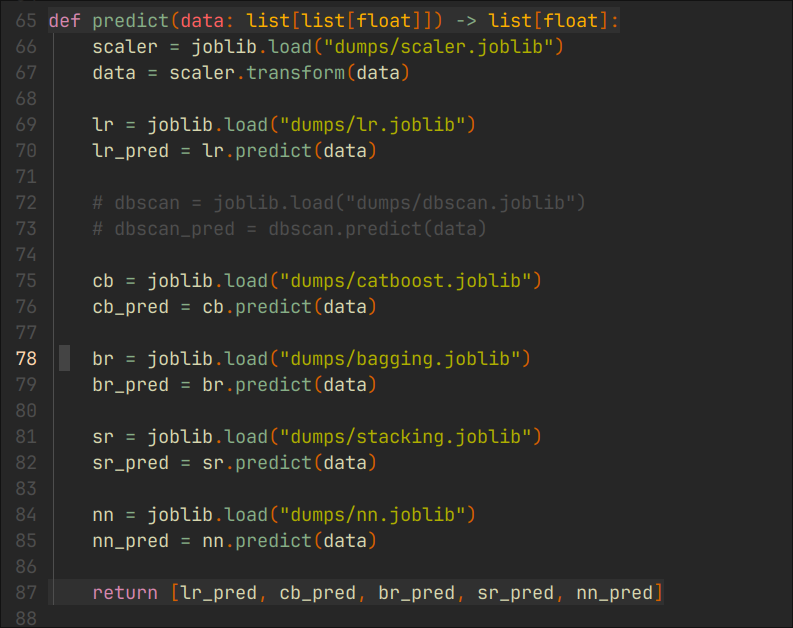 65 def predict(data: list[list[float]]) -> list[float]:
66     scaler = joblib.load("dumps/scaler.joblib")
67     data = scaler.transform(data)
68
69     lr = joblib.load("dumps/lr.joblib")
70     lr_pred = lr.predict(data)
71
72     # dbscan = joblib.load("dumps/dbscan.joblib")
73     # dbscan_pred = dbscan.predict(data)
74
75     cb = joblib.load("dumps/catboost.joblib")
76     cb_pred = cb.predict(data)
77
78     br = joblib.load("dumps/bagging.joblib")
79     br_pred = br.predict(data)
80
81     sr = joblib.load("dumps/stacking.joblib")
82     sr_pred = sr.predict(data)
83
84     nn = joblib.load("dumps/nn.joblib")
85     nn_pred = nn.predict(data)
86
87     return [lr_pred, cb_pred, br_pred, sr_pred, nn_pred]
88